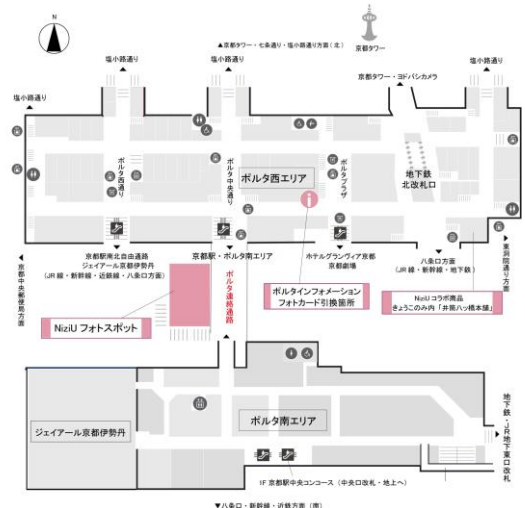 N
京都タワー
▲京都タワー・七条通り・塩小路通り方面(北)
塩小路通り
塩小路通り
京都タワー・ヨドバシカメラ
塩小路通り
塩小路通り
ポルタ西通り
ポルタ中央通り
ポルタ西エリア
ポルタプラザ
地下鉄
北改札口
京都中央郵便局方面
京都駅南北自由通路
ジェイアール京都伊勢丹
(JR線・新幹線・近鉄線・八条口方面)
京都駅・ポルタ南エリア
ホテルグランヴィア京都
京都劇場
八条口方面
(JR線・新幹線・地下鉄)
東洞院通り方面
ポルタ連絡通路
NiziU フォトスポット
ポルタインフォメーション
フォトカード引換箇所
NiziU コラボ商品
きょうこのみ内「井筒八ッ橋本舗」
ジェイアール京都伊勢丹
ポルタ南エリア
地下鉄・JR地下東口改札
IF 京都駅中央コンコース(中央口改札・地上へ)
▼八条口・新幹線・近鉄方面(南)